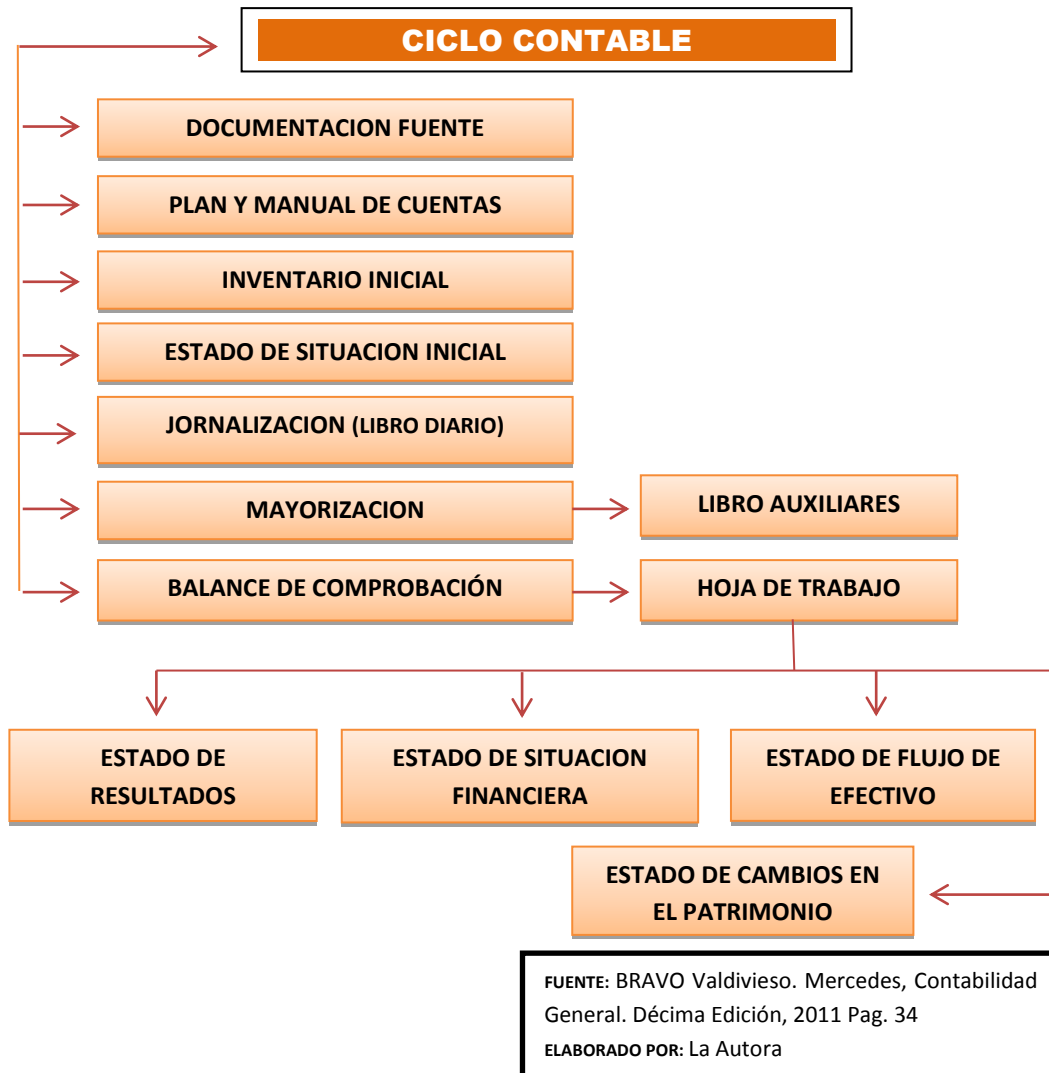 CICLO CONTABLE
DOCUMENTACION FUENTE
PLAN Y MANUAL DE CUENTAS
INVENTARIO INICIAL
ESTADO DE SITUACION INICIAL
JORNALIZACION (LIBRO DIARIO)
MAYORIZACION
LIBRO AUXILIARES
BALANCE DE COMPROBACIÓN
HOJA DE TRABAJO
ESTADO DE
RESULTADOS
ESTADO DE SITUACION
FINANCIERA
ESTADO DE FLUJO DE
EFECTIVO
ESTADO DE CAMBIOS EN
EL PATRIMONIO
FUENTE: BRAVO Valdivieso. Mercedes, Contabilidad
General. Décima Edición, 2011 Pag. 34
ELABORADO POR: La Autora